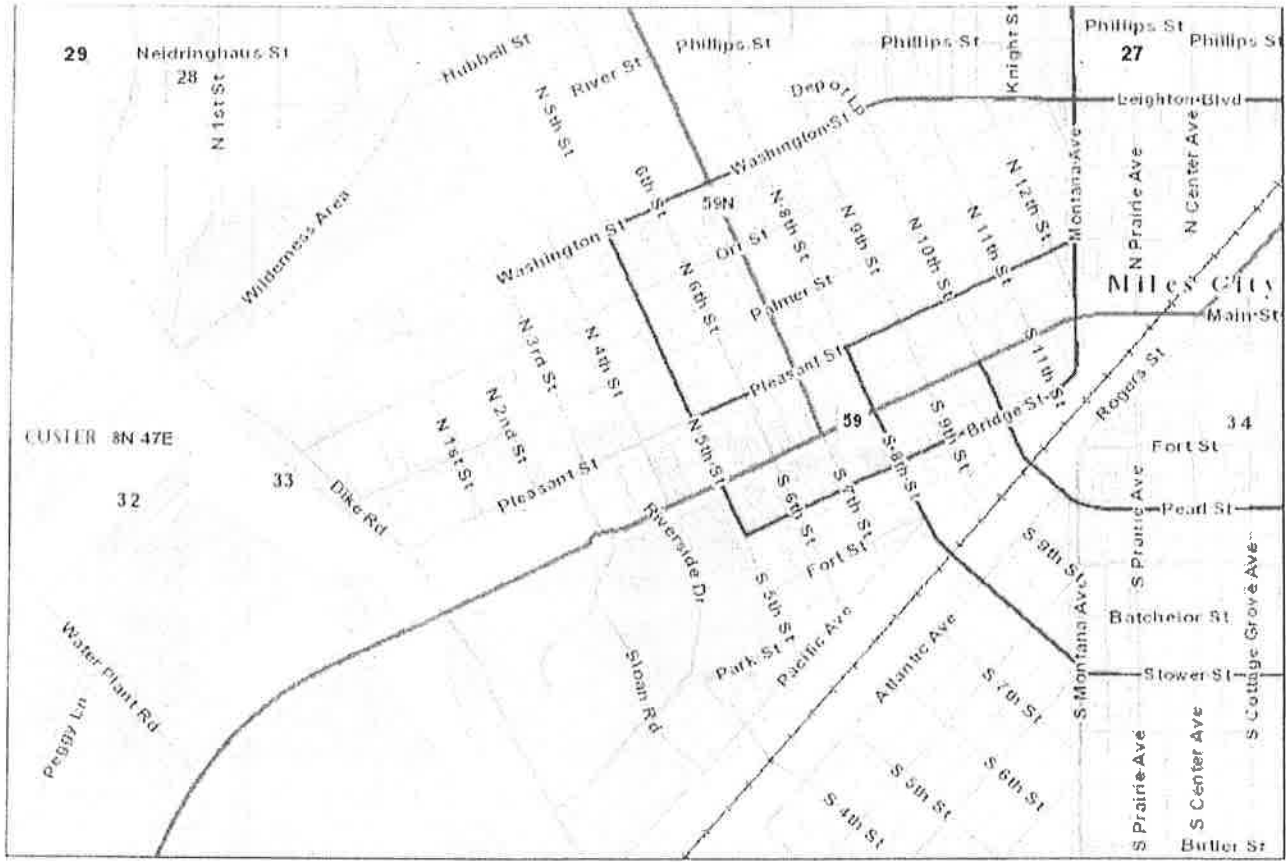 29
Neidringhaus St
28
N 1st St
Hubbell St
River St
N 5th St
Phillips St
Phillips St
Knight St
Phillips St
27
Phillips St
Leighton Blvd
Washington St
6th St
59N
Wilderness Area
Washington St
Orr St
N 8th St
N 9th St
N 10th St
N 11th St
N 12th St
Montana Ave
N Prairie Ave
N Center Ave
N 6th St
Palmer St
Miles City
Main St
N 3rd St
N 4th St
Pleasant St
S 11th St
Rogers St
N 2nd St
N 1st St
N 5th St
59
S 9th St
Bridge St
34
Fort St
CUSTER 8N 47E
32
33
Dike Rd
Pleasant St
Riverside Dr
S 6th St
S 7th St
S 8th St
Pearl St
S Prairie Ave
Fort St
S 5th St
S 9th St
Batchelor St
S Cottage Grove Ave
Water Plant Rd
Peggy Ln
Sloan Rd
Park St
Pacific Ave
Atlantic Ave
S 7th St
S Montana Ave
Stower St
S 6th St
S 5th St
S 4th St
S Prairie Ave
S Center Ave
Butler St